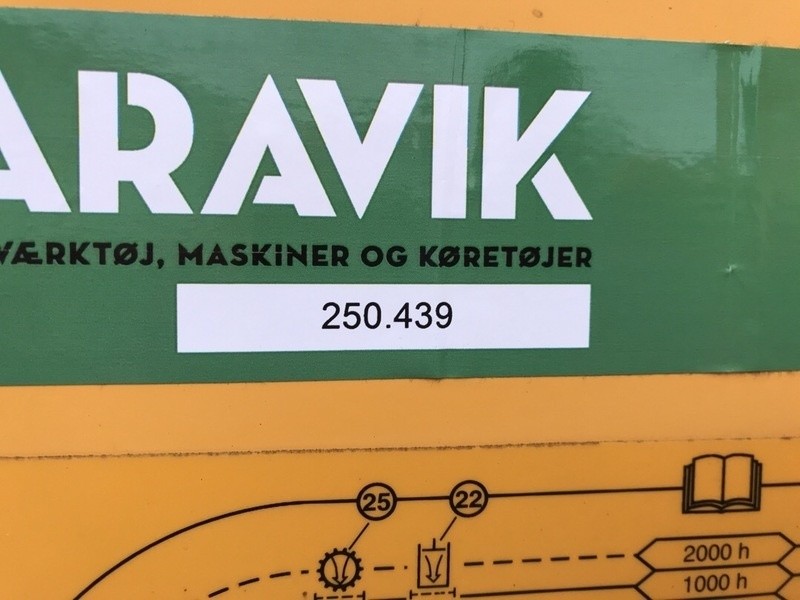 ARAVIK
VÆRKTØJ, MASKINER OG KØRETØJER
250.439
25 22
2000 h
1000 h